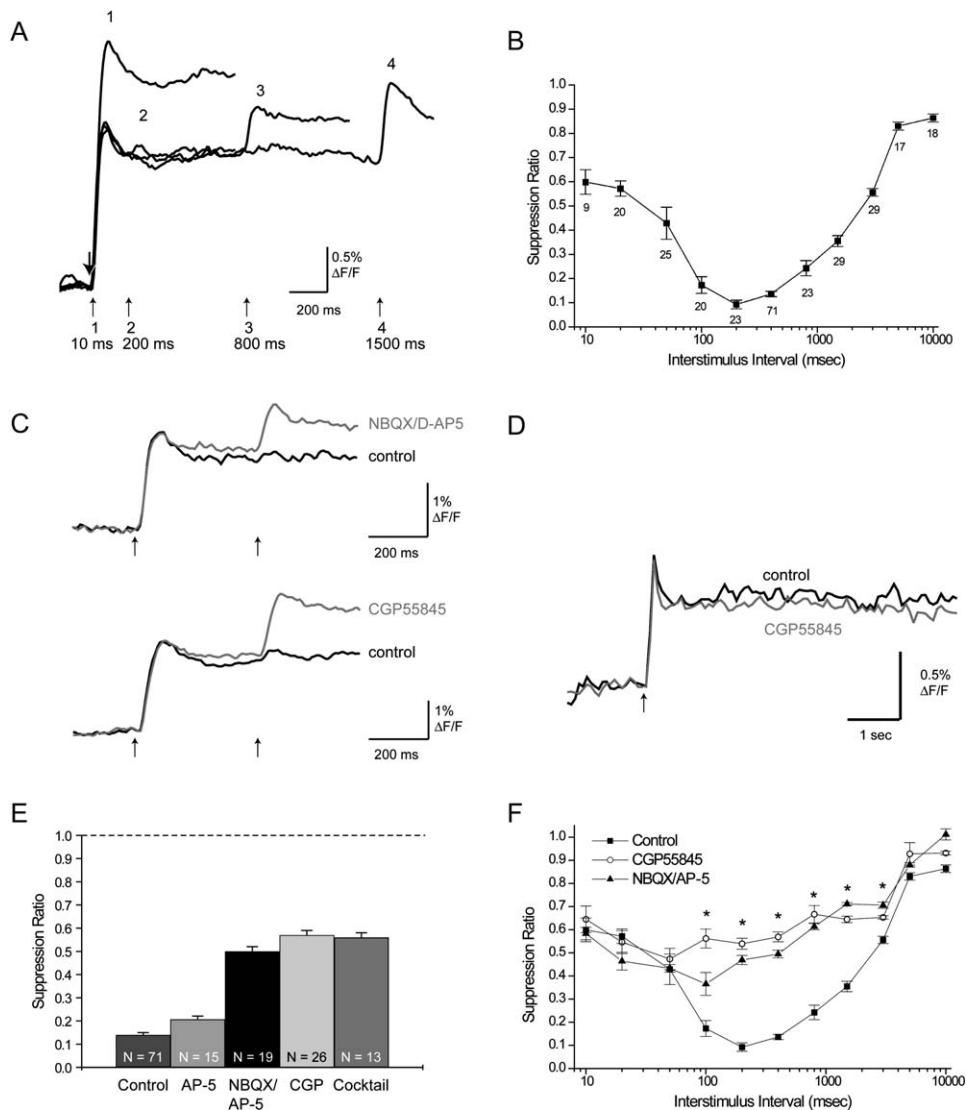 A
1
2
3
4
0.5%
ΔF/F
200 ms
1 2 3 4
10 ms 200 ms 800 ms 1500 ms
B
Suppression Ratio
1.0
0.9
0.8
0.7
0.6
0.5
0.4
0.3
0.2
0.1
0.0
9
20
25
20
23
71
23
29
29
17
18
10 100 1000 10000
Interstimulus Interval (msec)
C
NBQX/D-AP5
control
1%
ΔF/F
200 ms
CGP55845
control
1%
ΔF/F
200 ms
D
control
CGP55845
0.5%
ΔF/F
1 sec
E
Suppression Ratio
1.0
0.9
0.8
0.7
0.6
0.5
0.4
0.3
0.2
0.1
0.0
N = 71 N = 15 N = 19 N = 26 N = 13
Control AP-5 NBQX/ CGP Cocktail
AP-5
F
Suppression Ratio
1.0
0.9
0.8
0.7
0.6
0.5
0.4
0.3
0.2
0.1
0.0
Control
CGP55845
NBQX/AP-5
* * * * * *
10 100 1000 10000
Interstimulus Interval (msec)